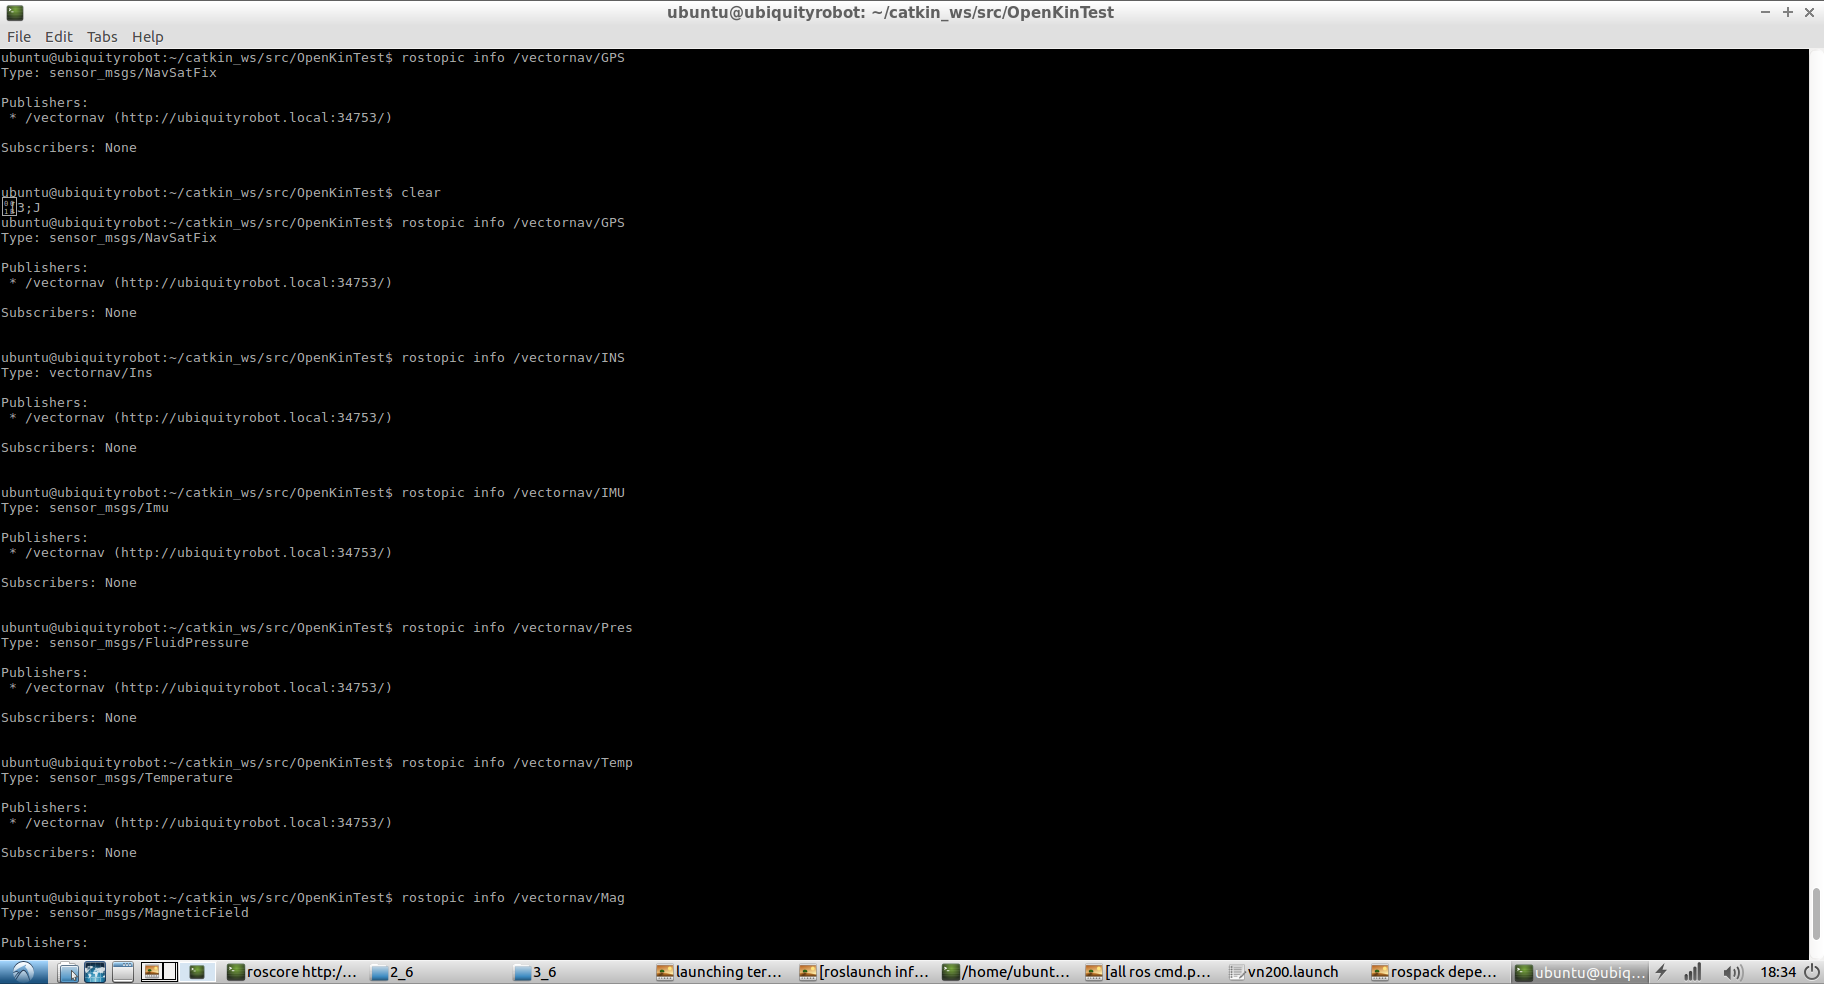 ubuntu@ubiquityrobot: ~/catkin_ws/src/OpenKinTest
File Edit Tabs Help
ubuntu@ubiquityrobot:~/catkin_ws/src/OpenKinTest$ rostopic info /vectornav/GPS
Type: sensor_msgs/NavSatFix
Publishers:
* /vectornav (http://ubiquityrobot.local:34753/)
Subscribers: None
ubuntu@ubiquityrobot:~/catkin_ws/src/OpenKinTest$ clear
3;J
ubuntu@ubiquityrobot:~/catkin_ws/src/OpenKinTest$ rostopic info /vectornav/GPS
Type: sensor_msgs/NavSatFix
Publishers:
* /vectornav (http://ubiquityrobot.local:34753/)
Subscribers: None
ubuntu@ubiquityrobot:~/catkin_ws/src/OpenKinTest$ rostopic info /vectornav/INS
Type: vectornav/Ins
Publishers:
* /vectornav (http://ubiquityrobot.local:34753/)
Subscribers: None
ubuntu@ubiquityrobot:~/catkin_ws/src/OpenKinTest$ rostopic info /vectornav/IMU
Type: sensor_msgs/Imu
Publishers:
* /vectornav (http://ubiquityrobot.local:34753/)
Subscribers: None
ubuntu@ubiquityrobot:~/catkin_ws/src/OpenKinTest$ rostopic info /vectornav/Pres
Type: sensor_msgs/FluidPressure
Publishers:
* /vectornav (http://ubiquityrobot.local:34753/)
Subscribers: None
ubuntu@ubiquityrobot:~/catkin_ws/src/OpenKinTest$ rostopic info /vectornav/Temp
Type: sensor_msgs/Temperature
Publishers:
* /vectornav (http://ubiquityrobot.local:34753/)
Subscribers: None
ubuntu@ubiquityrobot:~/catkin_ws/src/OpenKinTest$ rostopic info /vectornav/Mag
Type: sensor_msgs/MagneticField
Publishers:
roscore http:/... 2_6 3_6 launching ter... [roslaunch inf... /home/ubunt... [all ros cmd.p... vn200.launch rospack depe... ubuntu@ubiq... 18:34